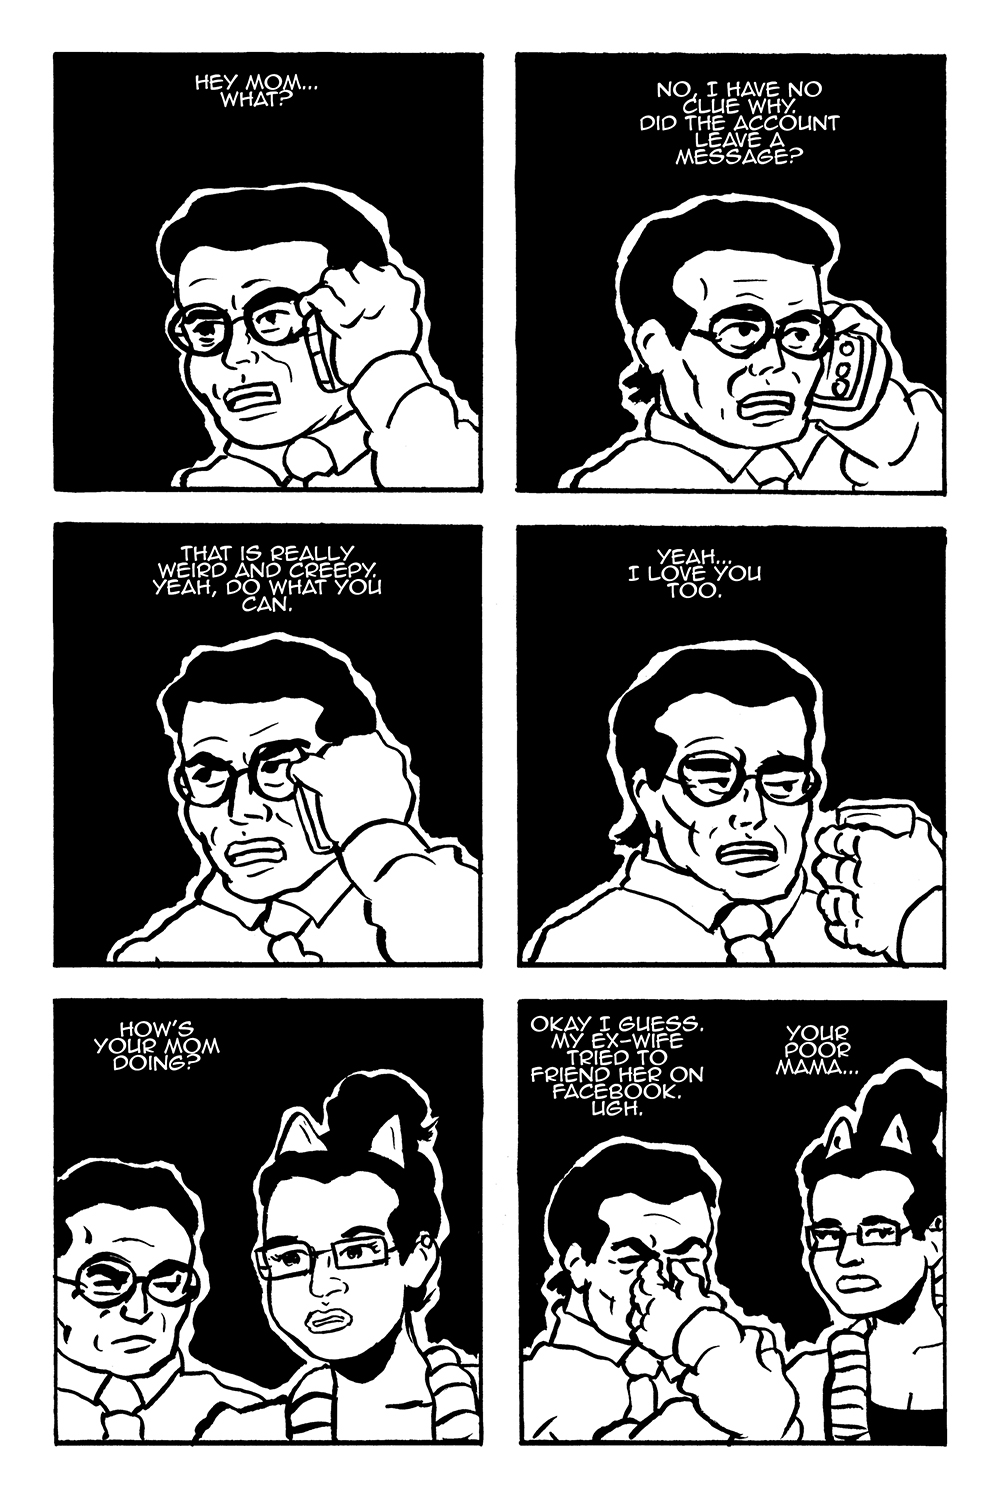 HEY MOM...
WHAT?
NO, I HAVE NO
CLUE WHY.
DID THE ACCOUNT
LEAVE A
MESSAGE?
THAT IS REALLY
WEIRD AND CREEPY.
YEAH, DO WHAT YOU
CAN.
YEAH...
I LOVE YOU
TOO.
HOW'S
YOUR MOM
DOING?
OKAY I GUESS.
MY EX-WIFE
TRIED TO
FRIEND HER ON
FACEBOOK.
UGH.
YOUR
POOR
MAMA...